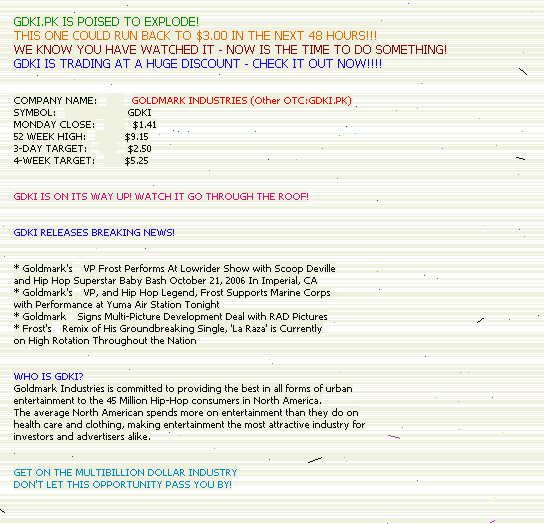 GDKI.PK IS POISED TO EXPLODE!
THIS ONE COULD RUN BACK TO $3.00 IN THE NEXT 48 HOURS!!!
WE KNOW YOU HAVE WATCHED IT - NOW IS THE TIME TO DO SOMETHING!
GDKI IS TRADING AT A HUGE DISCOUNT - CHECK IT OUT NOW!!!!
COMPANY NAME: GOLDMARK INDUSTRIES (Other OTC:GDKI.PK)
SYMBOL: GDKI
MONDAY CLOSE: $1.41
52 WEEK HIGH: $9.15
3-DAY TARGET: $2.50
4-WEEK TARGET: $5.25
GDKI IS ON ITS WAY UP! WATCH IT GO THROUGH THE ROOF!
GDKI RELEASES BREAKING NEWS!
* Goldmark's VP Frost Performs At Lowrider Show with Scoop Deville
and Hip Hop Superstar Baby Bash October 21, 2006 In Imperial, CA
* Goldmark's VP, and Hip Hop Legend, Frost Supports Marine Corps
with Performance at Yuma Air Station Tonight
* Goldmark Signs Multi-Picture Development Deal with RAD Pictures
* Frost's Remix of His Groundbreaking Single, 'La Raza' is Currently
on High Rotation Throughout the Nation
WHO IS GDKI?
Goldmark Industries is committed to providing the best in all forms of urban
entertainment to the 45 Million Hip-Hop consumers in North America.
The average North American spends more on entertainment than they do on
health care and clothing, making entertainment the most attractive industry for
investors and advertisers alike.
GET ON THE MULTIBILLION DOLLAR INDUSTRY
DON'T LET THIS OPPORTUNITY PASS YOU BY!